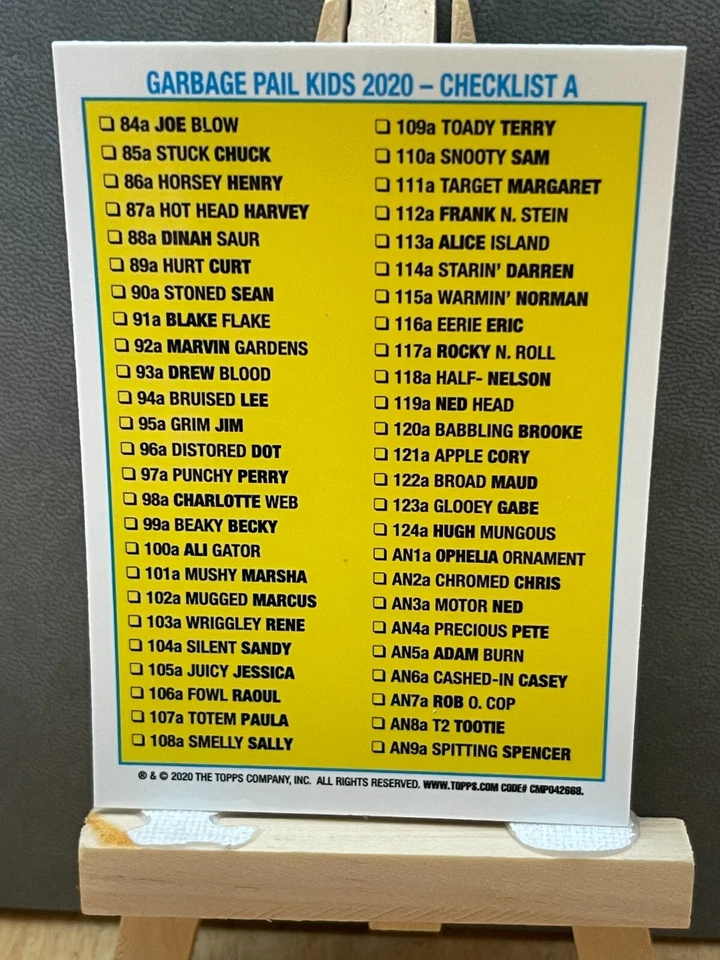 GARBAGE PAIL KIDS 2020 – CHECKLIST A
84a JOE BLOW
85a STUCK CHUCK
86a HORSEY HENRY
87a HOT HEAD HARVEY
88a DINAH SAUR
89a HURT CURT
90a STONED SEAN
91a BLAKE FLAKE
92a MARVIN GARDENS
93a DREW BLOOD
94a BRUISED LEE
95a GRIM JIM
96a DISTORED DOT
97a PUNCHY PERRY
98a CHARLOTTE WEB
99a BEAKY BECKY
100a ALI GATOR
101a MUSHY MARSHA
102a MUGGED MARCUS
103a WRIGGLEY RENE
104a SILENT SANDY
105a JUICY JESSICA
106a FOWL RAOUL
107a TOTEM PAULA
108a SMELLY SALLY
109a TOADY TERRY
110a SNOOTY SAM
111a TARGET MARGARET
112a FRANK N. STEIN
113a ALICE ISLAND
114a STARIN' DARREN
115a WARMIN' NORMAN
116a EERIE ERIC
117a ROCKY N. ROLL
118a HALF- NELSON
119a NED HEAD
120a BABBLING BROOKE
121a APPLE CORY
122a BROAD MAUD
123a GLOOEY GABE
124a HUGH MUNGOUS
AN1a OPHELIA ORNAMENT
AN2a CHROMED CHRIS
AN3a MOTOR NED
AN4a PRECIOUS PETE
AN5a ADAM BURN
AN6a CASHED-IN CASEY
AN7a ROB O. COP
AN8a T2 TOOTIE
AN9a SPITTING SPENCER
® & © 2020 THE TOPPS COMPANY, INC. ALL RIGHTS RESERVED. WWW.TOPPS.COM CODE# CMP042668.